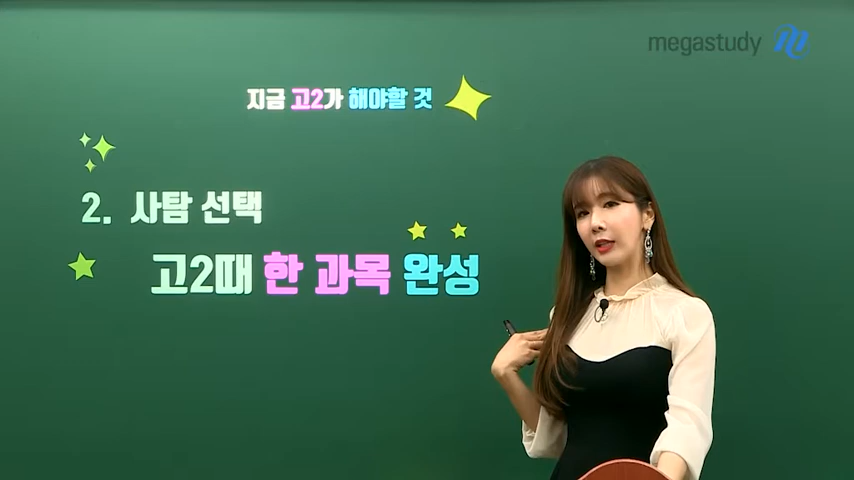 megastudy
지금 고2가 해야할 것
2. 사탐 선택
고2때 한 과목 완성